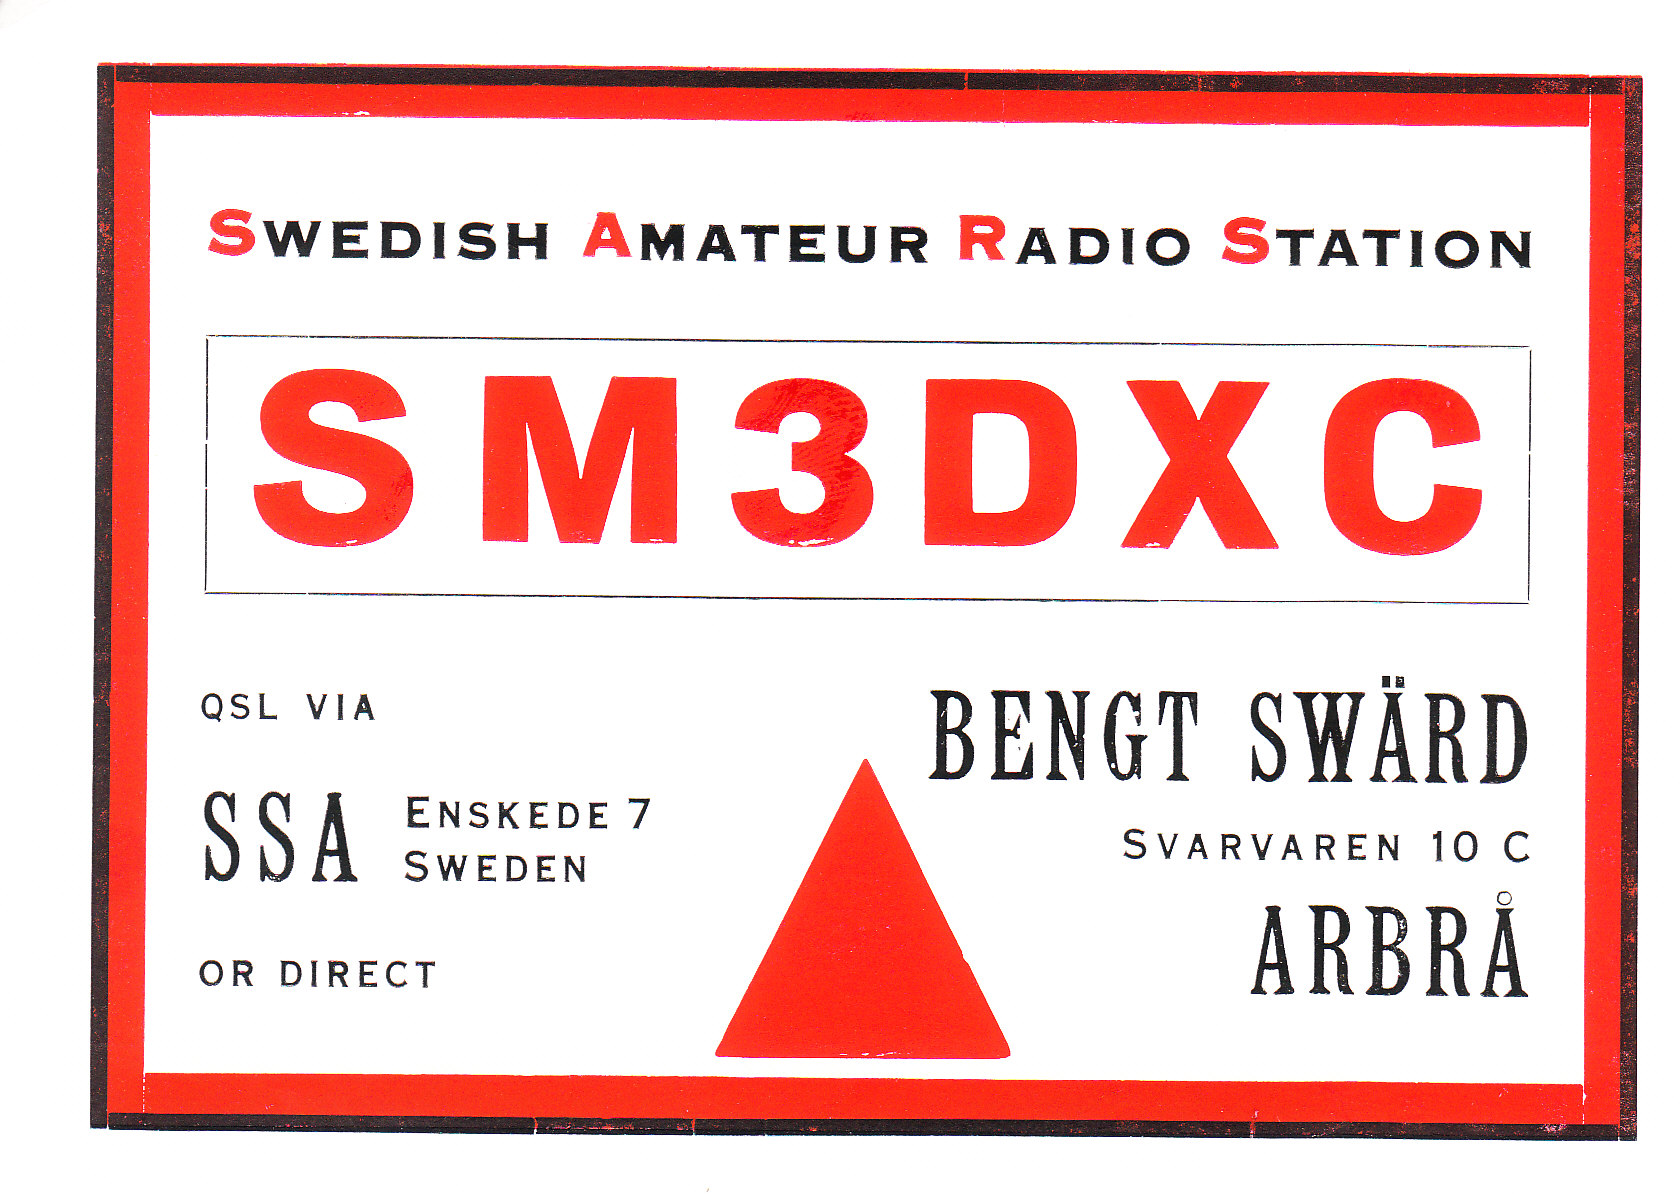 SWEDISH AMATEUR RADIO STATION
SM3DXC
QSL VIA
SSA ENSKEDE 7
SWEDEN
OR DIRECT
BENGT SWÄRD
SVARVAREN 10 C
ARBRÅ